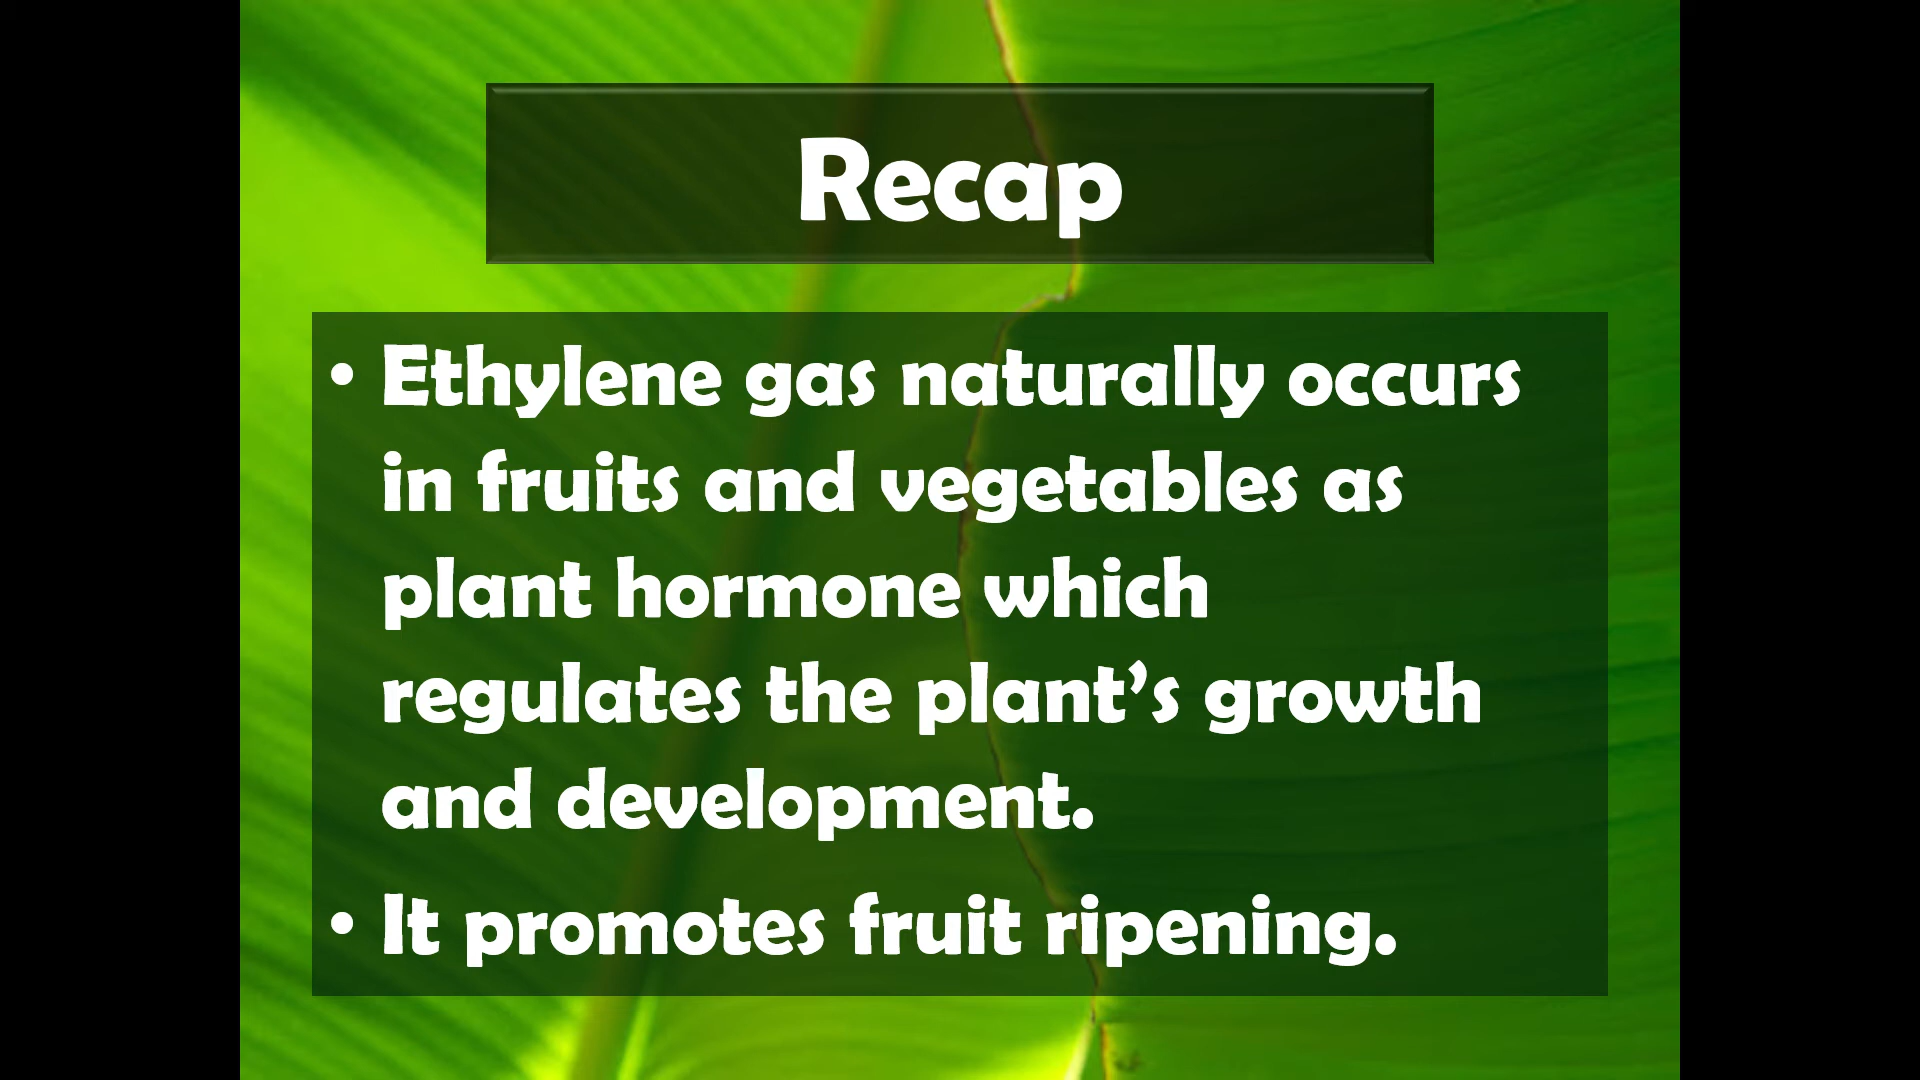 Recap
• Ethylene gas naturally occurs
in fruits and vegetables as
plant hormone which
regulates the plant’s growth
and development.
• It promotes fruit ripening.